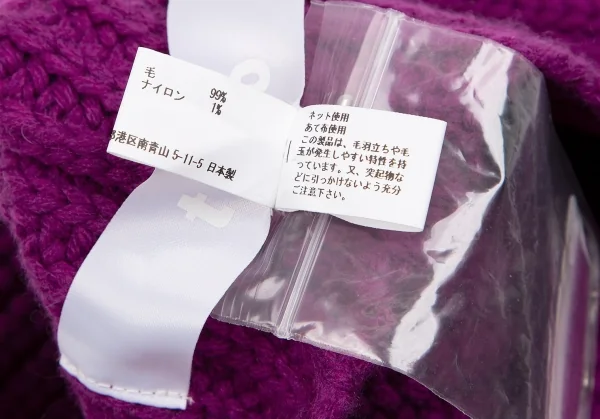 毛 99%
ナイロン 1%
港区南青山 5-11-5 日本製
ネット使用
あて布使用
この製品は、毛羽立ちや毛
玉が発生しやすい特性を持
っています。又、突起物な
どに引っかけないよう充分
ご注意下さい。